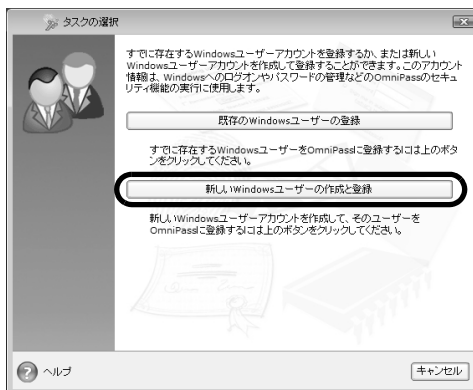 タスクの選択
すでに存在するWindowsユーザーアカウントを登録するか、または新しい
Windowsユーザーアカウントを作成して登録することができます。このアカウント
情報は、Windowsへのログオンやパスワードの管理などのOmniPassのセキュ
リティ機能の実行に使用します。
既存のWindowsユーザーの登録
すでに存在するWindowsユーザーをOmniPassに登録するには上のボタ
ンをクリックしてください。
新しいWindowsユーザーの作成と登録
新しいWindowsユーザーアカウントを作成して、そのユーザーを
OmniPassに登録するには上のボタンをクリックしてください。
ヘルプ
キャンセル